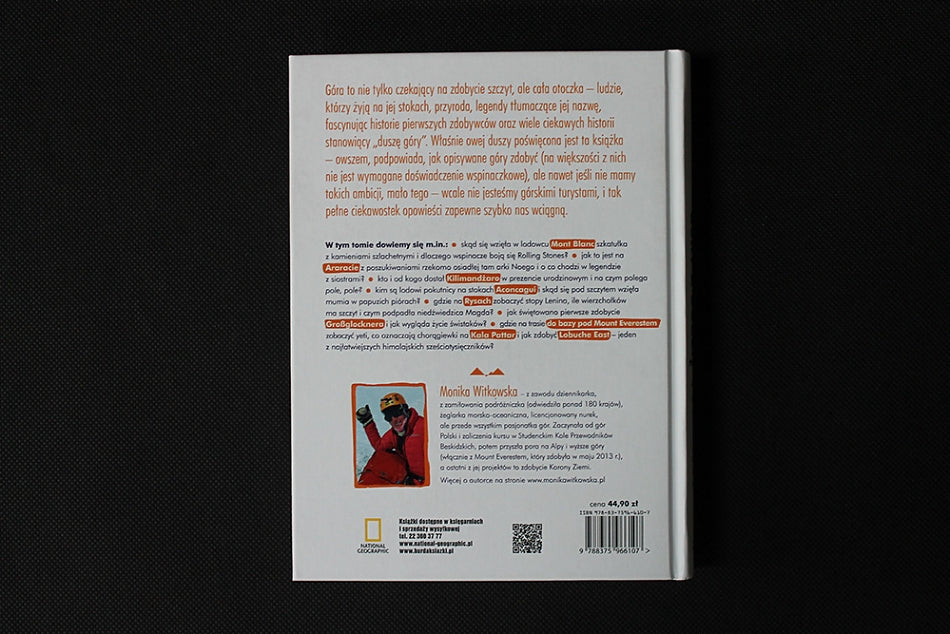 Góra to nie tylko czekający na zdobycie szczyt, ale cała otoczka – ludzie,
którzy żyją na jej stokach, przyroda, legendy tłumaczące jej nazwę,
fascynując historie pierwszych zdobywców oraz wiele ciekawych historii
stanowiący „duszę góry”. Właśnie owej duszy poświęcona jest ta książka
– owszem, podpowiada, jak opisywane góry zdobyć (na większości z nich
nie jest wymagane doświadczenie wspinaczkowe), ale nawet jeśli nie mamy
takich ambicji, mało tego – wcale nie jesteśmy górskimi turystami, i tak
pełne ciekawostek opowieści zapewne szybko nas wciągną.
W tym tomie dowiemy się m.in.: • skąd się wzięła w lodowcu Mont Blanc szkatułka
z kamieniami szlachetnymi i dlaczego wspinacze boją się Rolling Stones? • jak to jest na
Araracie z poszukiwaniami rzekomo osiadłej tam arki Noego i o co chodzi w legendzie
z siostrami? • kto i od kogo dostał Kilimandżaro w prezencie urodzinowym i na czym polega
pole, pole? • kim są lodowi pokutnicy na stokach Aconcagui i skąd się pod szczytem wzięła
mumia w papuzich piórach? • gdzie na Rysach zobaczyć stopy Lenina, ile wierzchołków
ma szczyt i czym podpadła niedźwiedzica Magda? • jak świętowano pierwsze zdobycie
Großglocknera i jak wygląda życie świstaków? • gdzie na trasie do bazy pod Mount Everestem
zobaczyć yeti, co oznaczają chorągiewki na Kala Pattar i jak zdobyć Lobuche East – jeden
z najłatwiejszych himalajskich sześciotysięczników?
Monika Witkowska – z zawodu dziennikarka,
z zamiłowania podróżniczka (odwiedziła ponad 180 krajów),
żeglarka morsko-oceaniczna, licencjonowany nurek,
ale przede wszystkim pasjonatka gór. Zaczynała od gór
Polski i zaliczenia kursu w Studenckim Kole Przewodników
Beskidzkich, potem przyszła pora na Alpy i wyższe góry
(włącznie z Mount Everestem, który zdobyła w maju 2013 r.),
a ostatni z jej projektów to zdobycie Korony Ziemi.
Więcej o autorce na stronie www.monikawitkowska.pl
NATIONAL
GEOGRAPHIC
Książki dostępne w księgarniach
i sprzedaży wysyłkowej
tel. 22 360 37 77
www.national-geographic.pl
www.burdaksiazki.pl
cena 44,90 zł
ISBN 978-83-7596-610-7
9 788375 966107 >